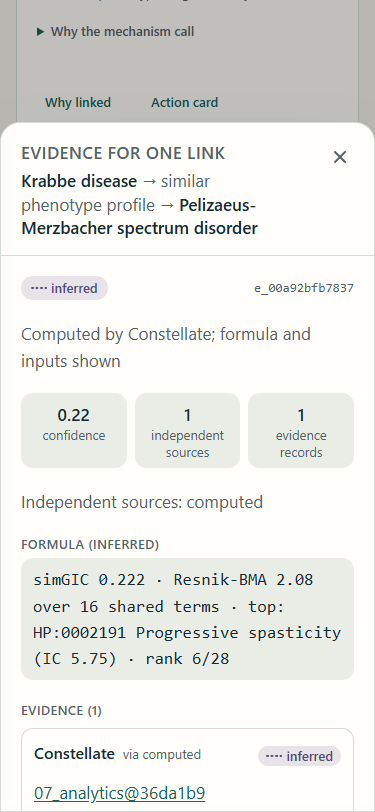 ▶ Why the mechanism call
Why linked Action card
EVIDENCE FOR ONE LINK
Krabbe disease → similar
phenotype profile → Pelizaeus-
Merzbacher spectrum disorder
inferred e_00a92bfb7837
Computed by Constellate; formula and
inputs shown
0.22 1 1
confidence independent evidence
sources records
Independent sources: computed
FORMULA (INFERRED)
simGIC 0.222 · Resnik-BMA 2.08
over 16 shared terms · top:
HP:0002191 Progressive spasticity
(IC 5.75) · rank 6/28
EVIDENCE (1)
Constellate via computed inferred
07_analytics@36da1b9